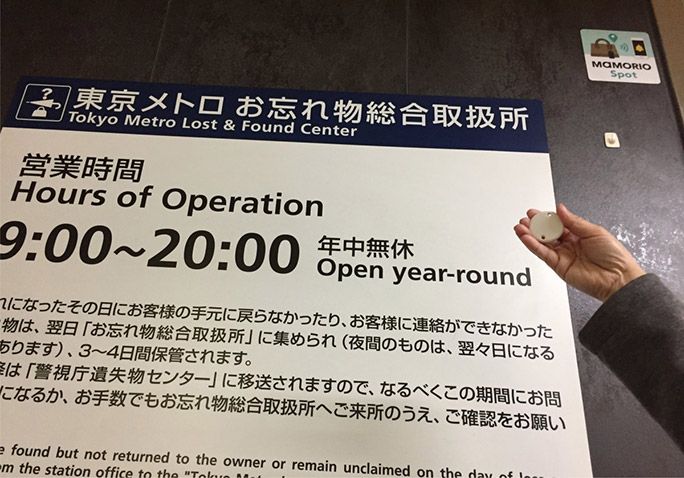 東京メトロ お忘れ物総合取扱所
Tokyo Metro Lost & Found Center
MAMORIO
Spot
営業時間
Hours of Operation
9:00~20:00
年中無休
Open year-round
れになったその日にお客様の手元に戻らなかったり、お客様に連絡ができなかった
物は、翌日「お忘れ物総合取扱所」に集められ（夜間のものは、翌々日になる
あります）、3〜4日間保管されます。
は「警視庁遺失物センター」に移送されますので、なるべくこの期間にお問
になるか、お手数でもお忘れ物総合取扱所へご来所のうえ、ご確認をお願い
found but not returned to the owner or remain unclaimed on the day of
from the station office to the "Tokyo